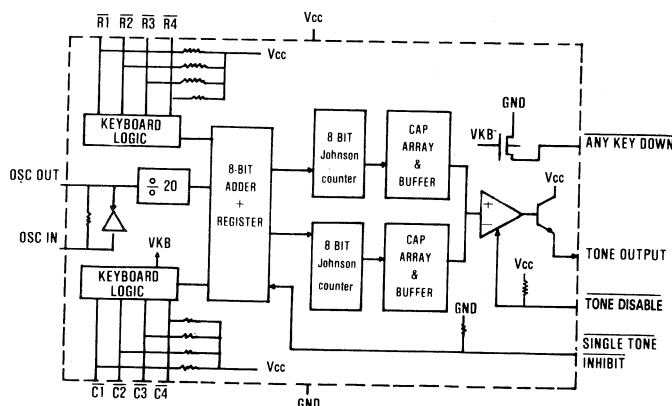 R1 R2 R3 R4
Vcc
Vcc
KEYBOARD
LOGIC
OSC OUT
÷ 20
OSC IN
VKB
KEYBOARD
LOGIC
8-BIT
ADDER
+
REGISTER
8 BIT
Johnson
counter
CAP
ARRAY
&
BUFFER
8 BIT
Johnson
counter
CAP
ARRAY
&
BUFFER
GND
VKB
ANY KEY DOWN
Vcc
+
−
TONE OUTPUT
Vcc
TONE DISABLE
GND
SINGLE TONE
INHIBIT
Vcc
C1 C2 C3 C4
GND